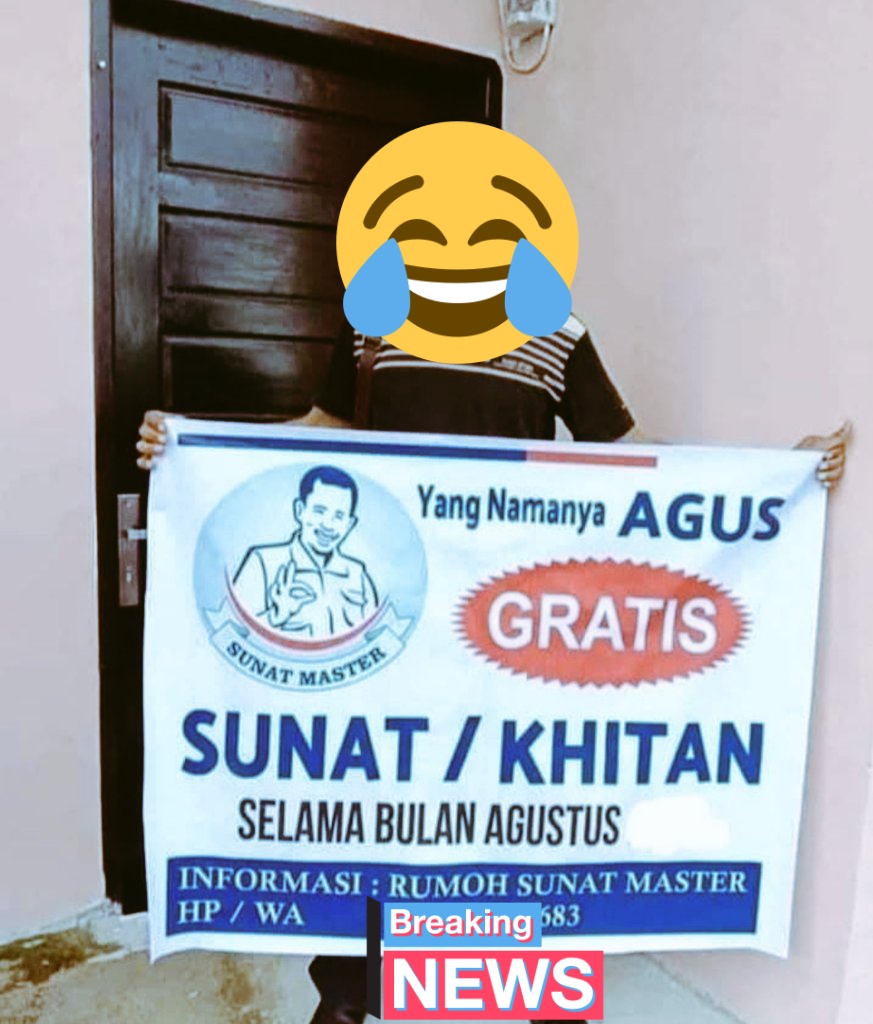 Yang Namanya AGUS
GRATIS
SUNAT MASTER
SUNAT / KHITAN
SELAMA BULAN AGUSTUS
INFORMASI : RUMOH SUNAT MASTER
HP / WA 683
Breaking
NEWS